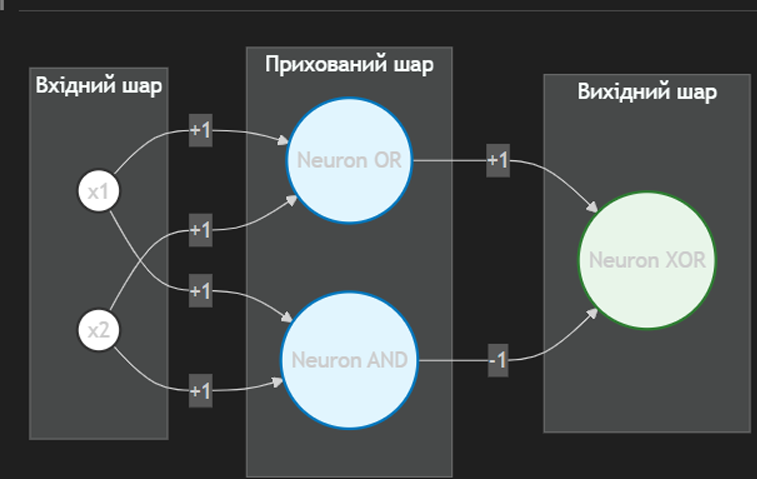 Вхідний шар
Прихований шар
Вихідний шар
x1
x2
+1
+1
+1
+1
Neuron OR
Neuron AND
+1
-1
Neuron XOR